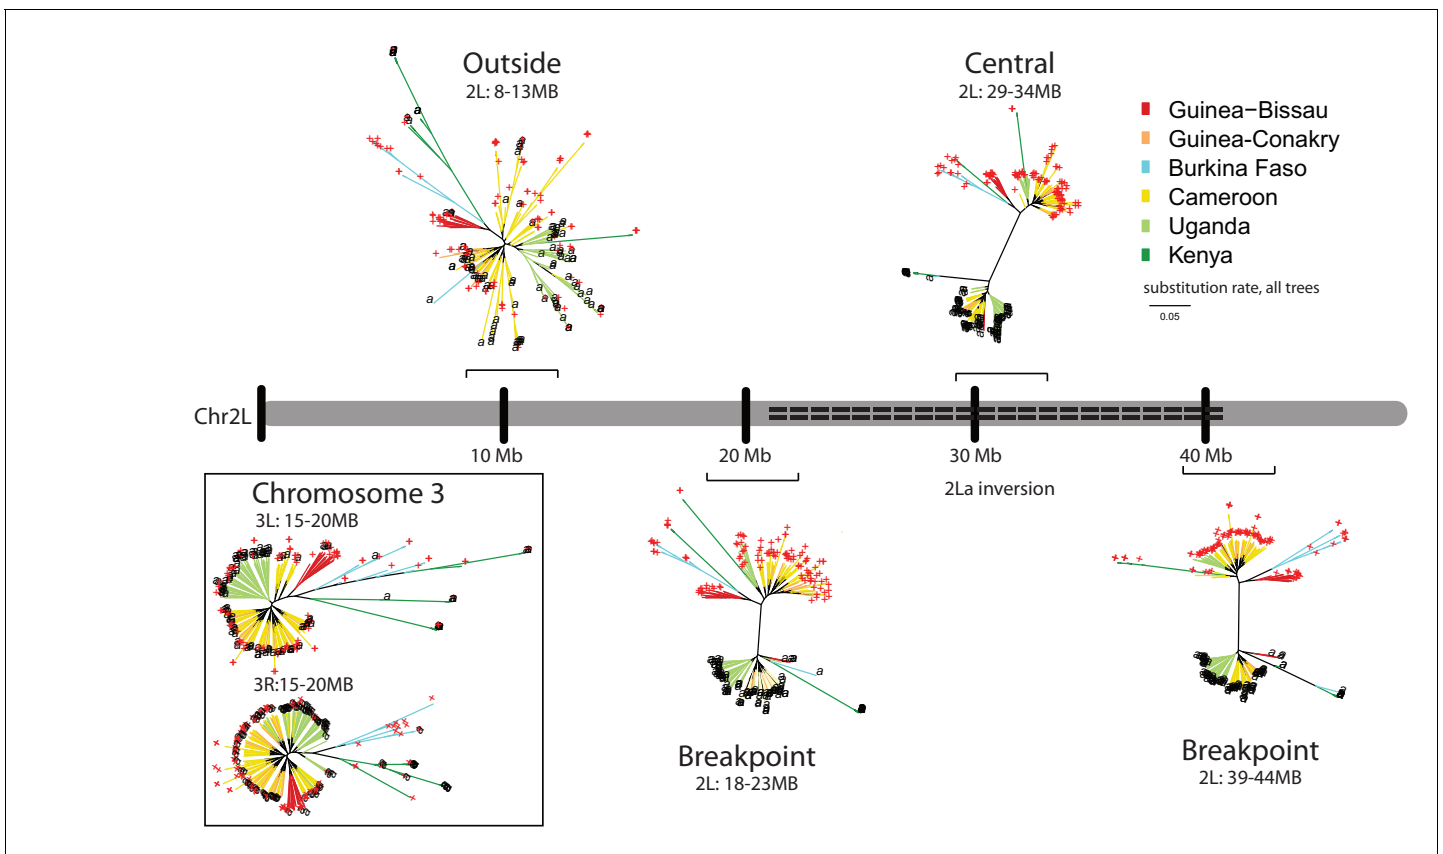 Outside
2L: 8-13MB
Central
2L: 29-34MB
Guinea−Bissau
Guinea-Conakry
Burkina Faso
Cameroon
Uganda
Kenya
substitution rate, all trees
0.05
Chr2L
10 Mb
20 Mb
30 Mb
40 Mb
2La inversion
Chromosome 3
3L: 15-20MB
3R:15-20MB
Breakpoint
2L: 18-23MB
Breakpoint
2L: 39-44MB